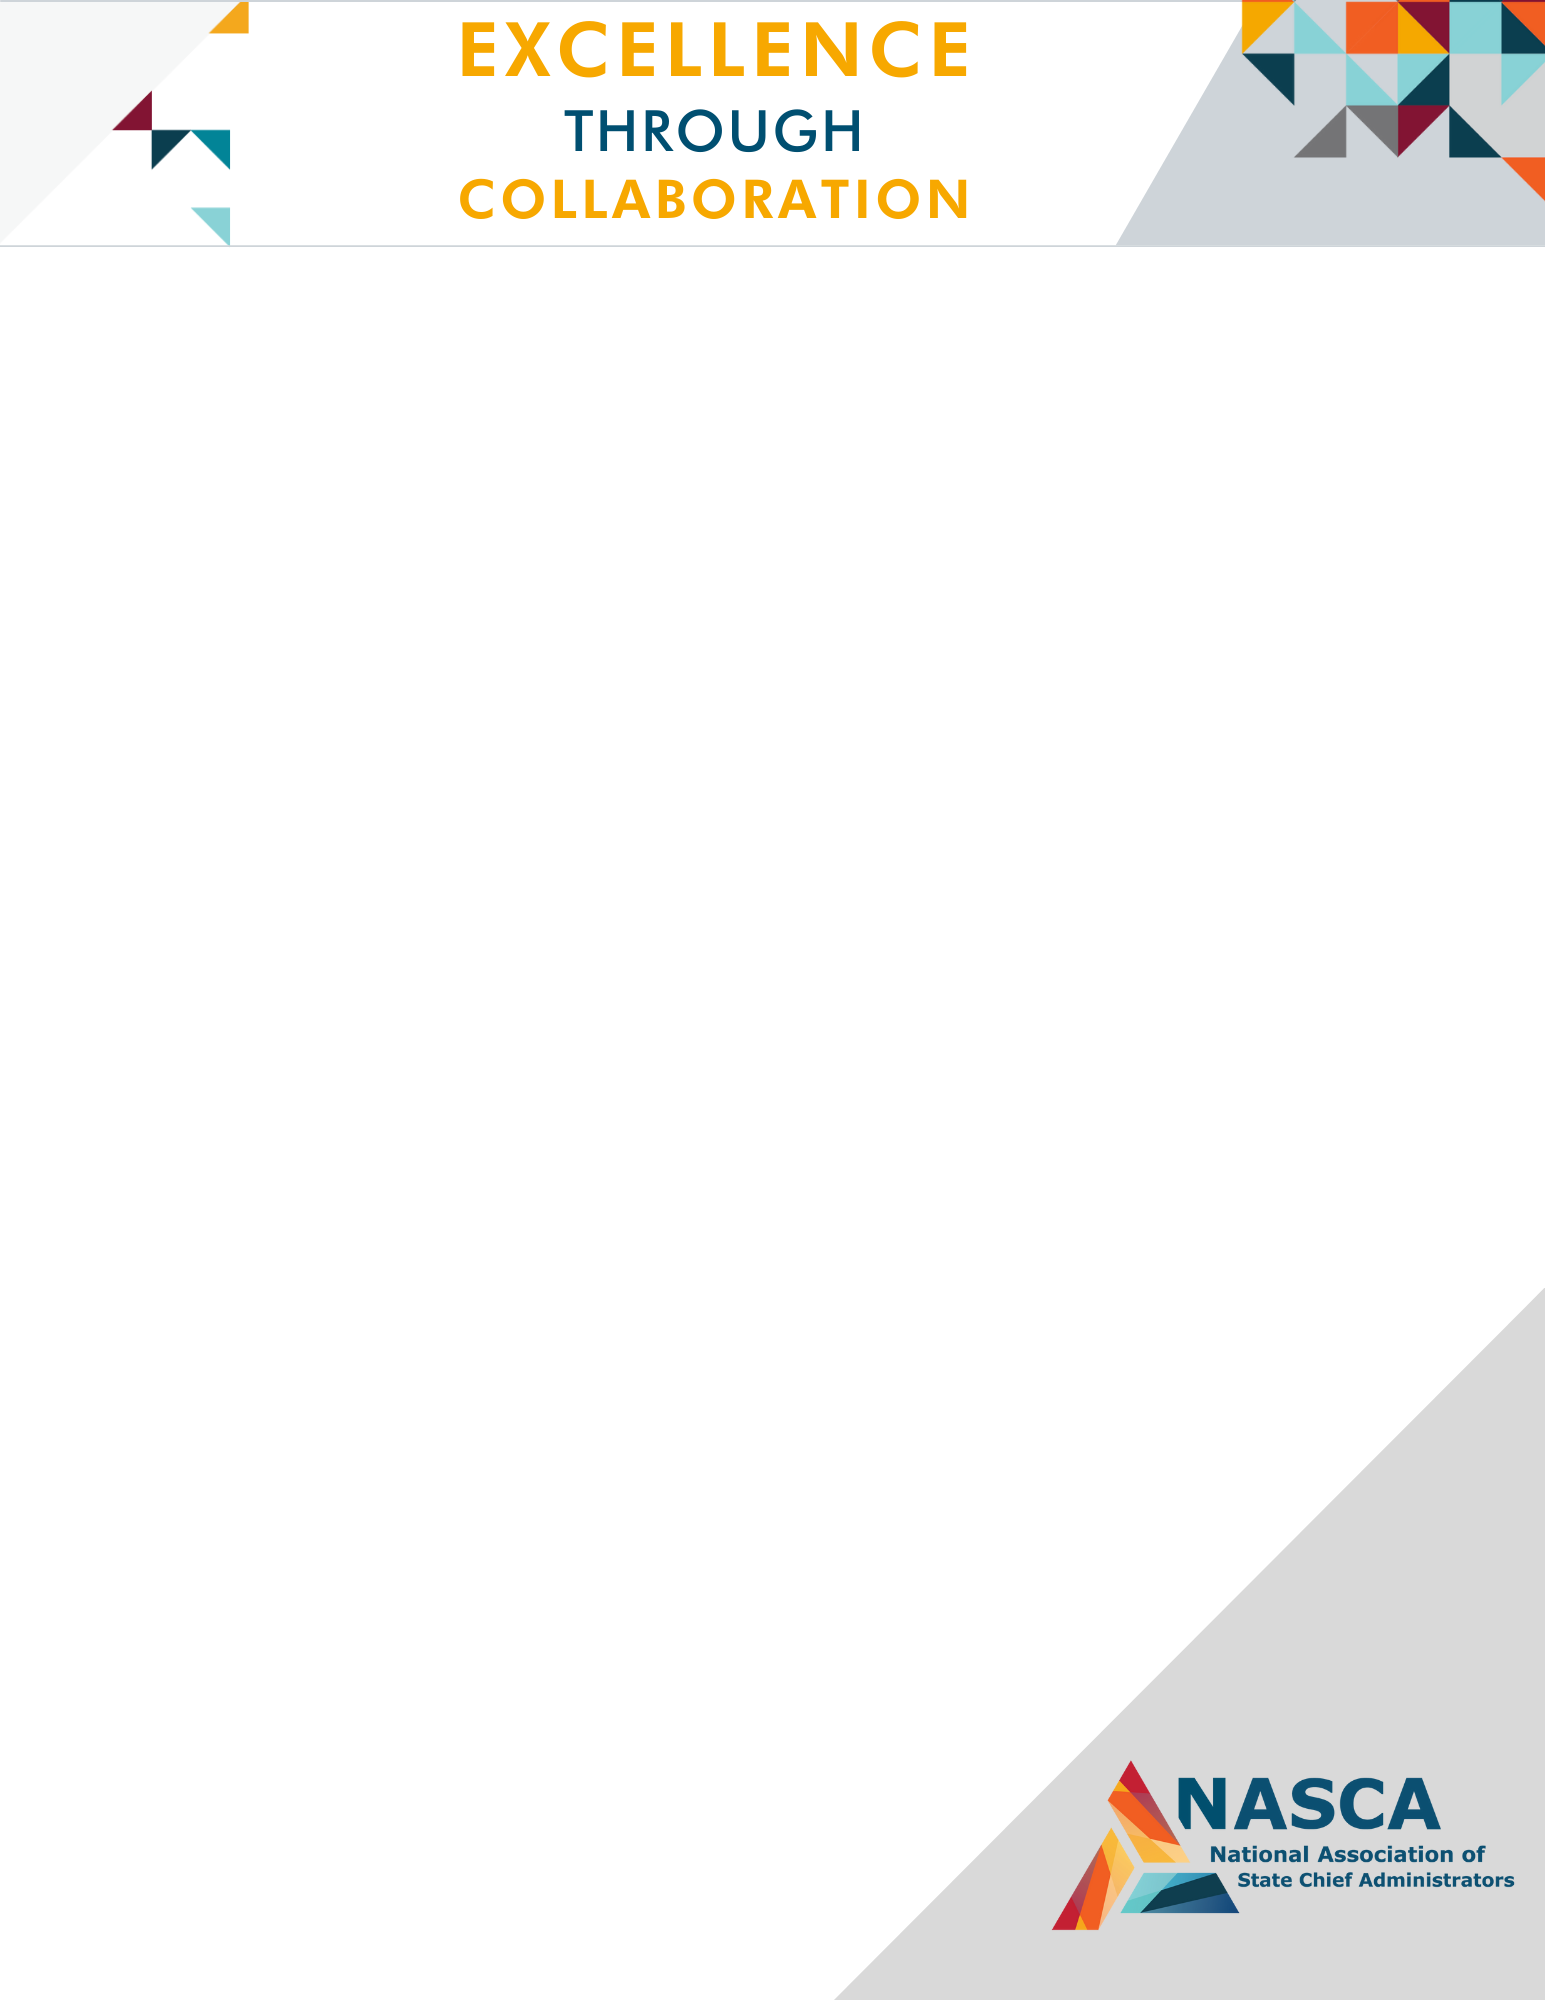 EXCELLENCE
THROUGH
COLLABORATION
NASCA
National Association of
State Chief Administrators